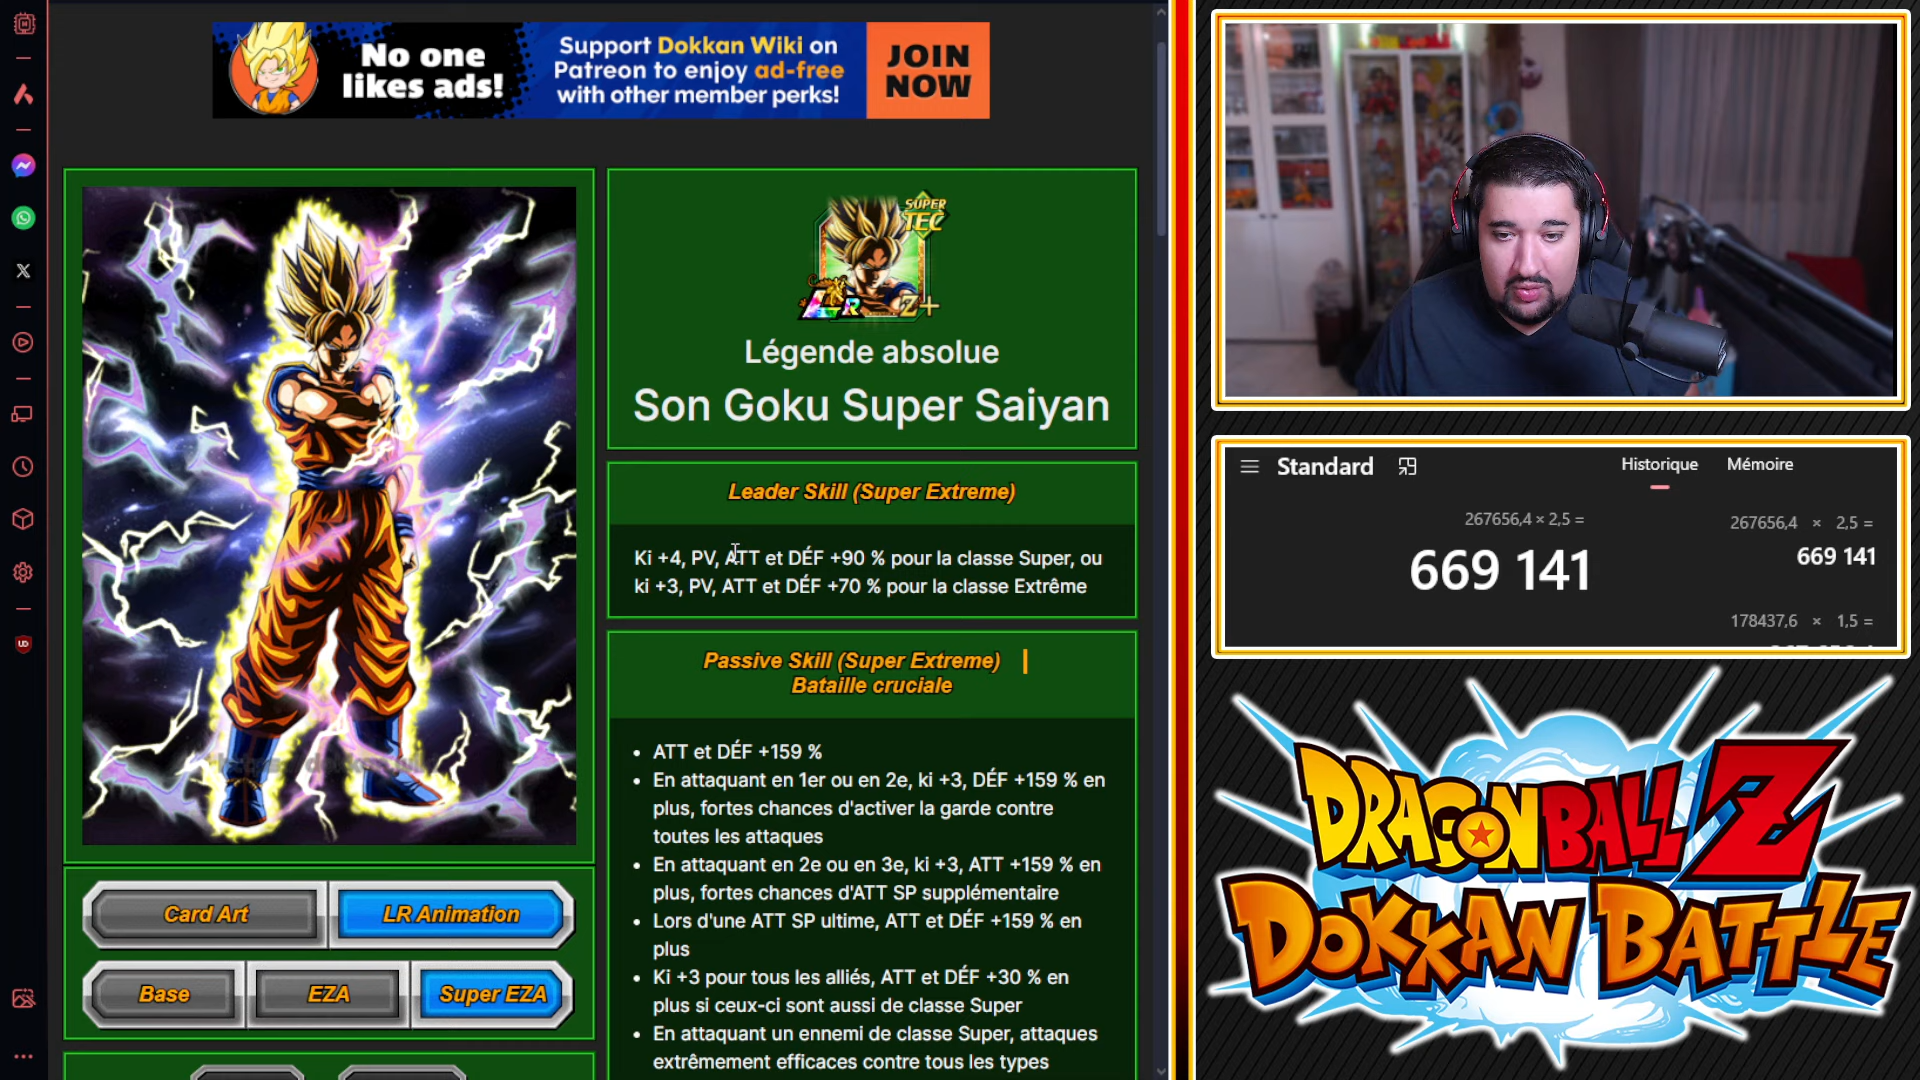 No one
likes ads!
Support Dokkan Wiki on
Patreon to enjoy ad-free
with other member perks!
JOIN
NOW
SUPER
TEC
LR
Z+
Légende absolue
Son Goku Super Saiyan
Leader Skill (Super Extreme)
Ki +4, PV, ATT et DÉF +90 % pour la classe Super, ou
ki +3, PV, ATT et DÉF +70 % pour la classe Extrême
Passive Skill (Super Extreme) |
Bataille cruciale
• ATT et DÉF +159 %
• En attaquant en 1er ou en 2e, ki +3, DÉF +159 % en
plus, fortes chances d'activer la garde contre
toutes les attaques
• En attaquant en 2e ou en 3e, ki +3, ATT +159 % en
plus, fortes chances d'ATT SP supplémentaire
• Lors d'une ATT SP ultime, ATT et DÉF +159 % en
plus
• Ki +3 pour tous les alliés, ATT et DÉF +30 % en
plus si ceux-ci sont aussi de classe Super
• En attaquant un ennemi de classe Super, attaques
extrêmement efficaces contre tous les types
Card Art
LR Animation
Base
EZA
Super EZA
UD
Standard
Historique
Mémoire
267656,4 × 2,5 =
669 141
267656,4 × 2,5 =
669 141
178437,6 × 1,5 =
DRAGON BALL Z
DOKKAN BATTLE